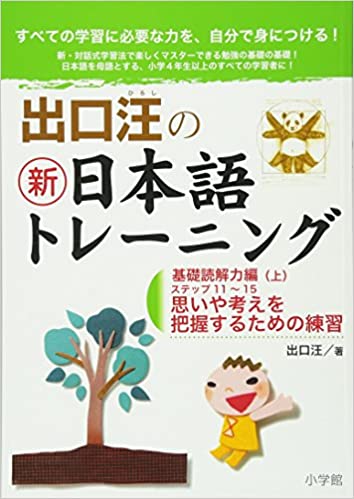 すべての学習に必要な力を、自分で身につける！
新・対話式学習法で楽しくマスターできる勉強の基礎の基礎！
日本語を母語とする、小学4年生以上のすべての学習者に！
ひろし
出口汪の
新日本語
トレーニング
基礎読解力編（上）
ステップ11～15
思いや考えを
把握するための練習
出口汪／著
小学館